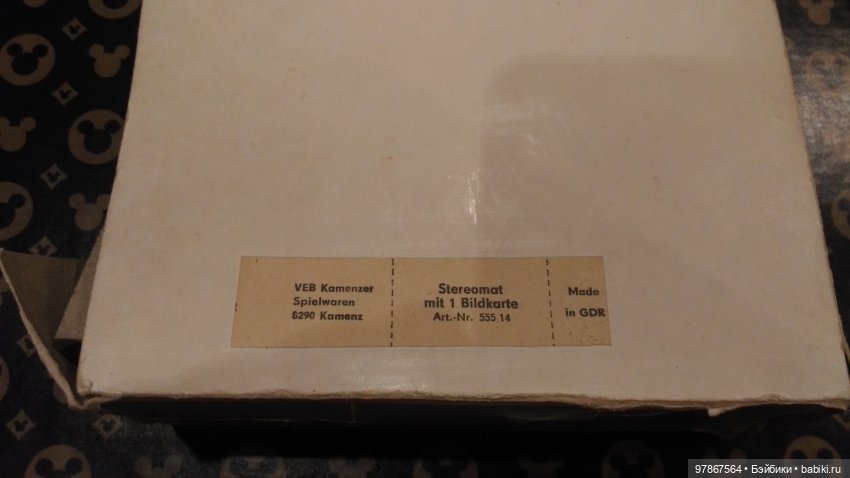 VEB Kamenzer
Spielwaren
8290 Kamenz
Stereomat
mit 1 Bildkarte
Art.-Nr. 555 14
Made
in GDR
97867564 • Бэйбики • babiki.ru